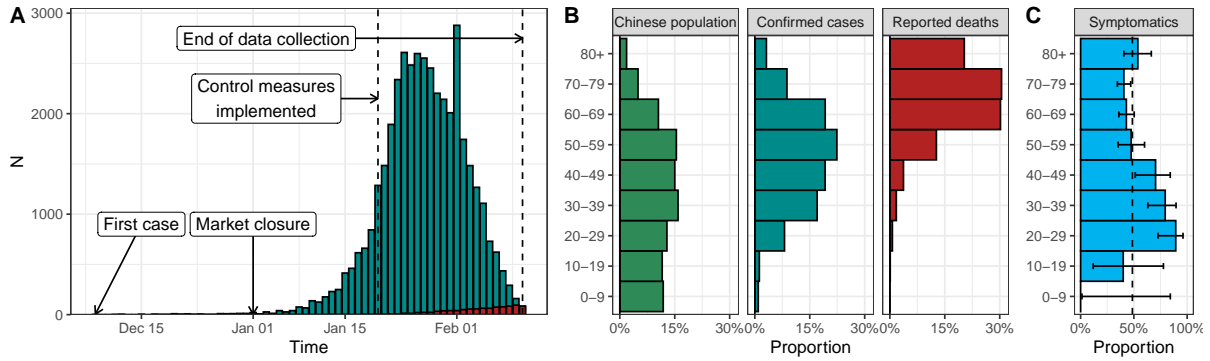 A
End of data collection
Control measures
implemented
First case
Market closure
N
3000
2000
1000
0
Dec 15
Jan 01
Jan 15
Feb 01
Time
B
Chinese population
Confirmed cases
Reported deaths
80+
70−79
60−69
50−59
40−49
30−39
20−29
10−19
0−9
0%
15%
30%
0%
15%
30%
0%
15%
30%
Proportion
C
Symptomatics
80+
70−79
60−69
50−59
40−49
30−39
20−29
10−19
0−9
0%
50%
100%
Proportion